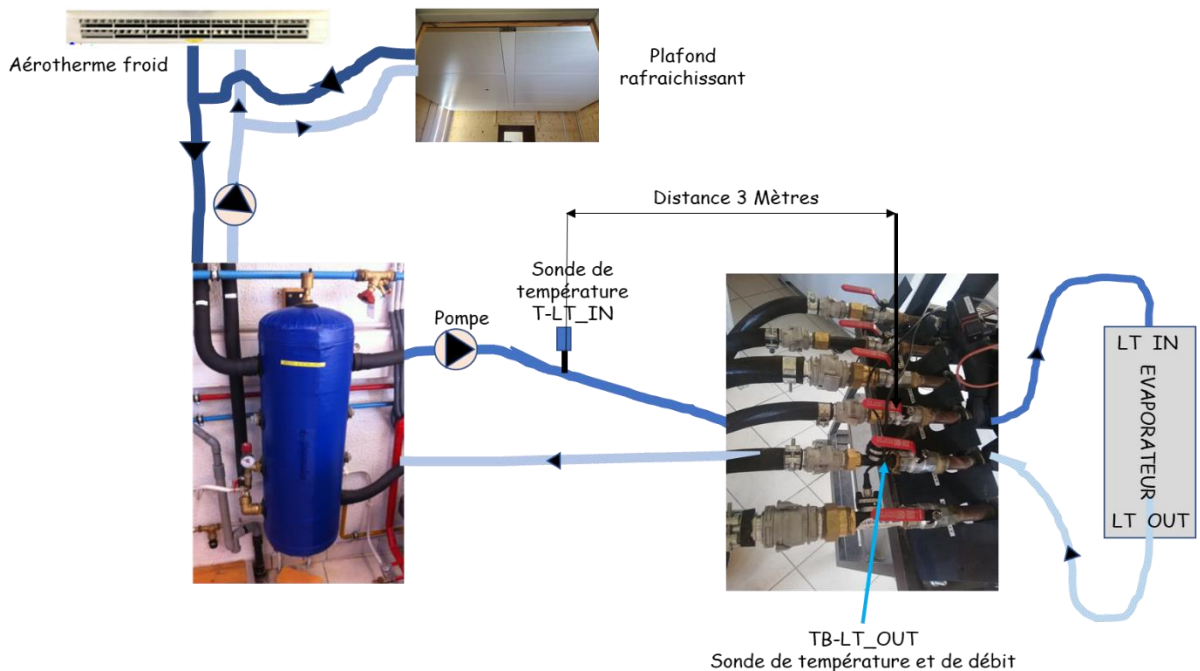 Aérotherme froid
Plafond
rafraichissant
Distance 3 Mètres
Sonde de
température
T-LT_IN
Pompe
LT IN
EVAPORATEUR
LT OUT
TB-LT_OUT
Sonde de température et de débit